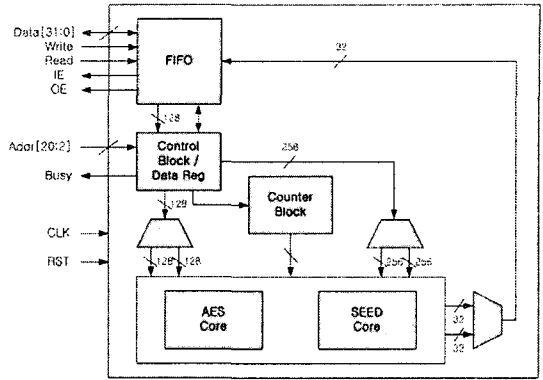 Data[31:0]
Write
Read
IE
OE
FIFO
32
128
Addr[20:2]
Busy
Control
Block /
Data Reg
256
128
Counter
Block
CLK
RST
128
128
256
256
AES
Core
SEED
Core
32
32